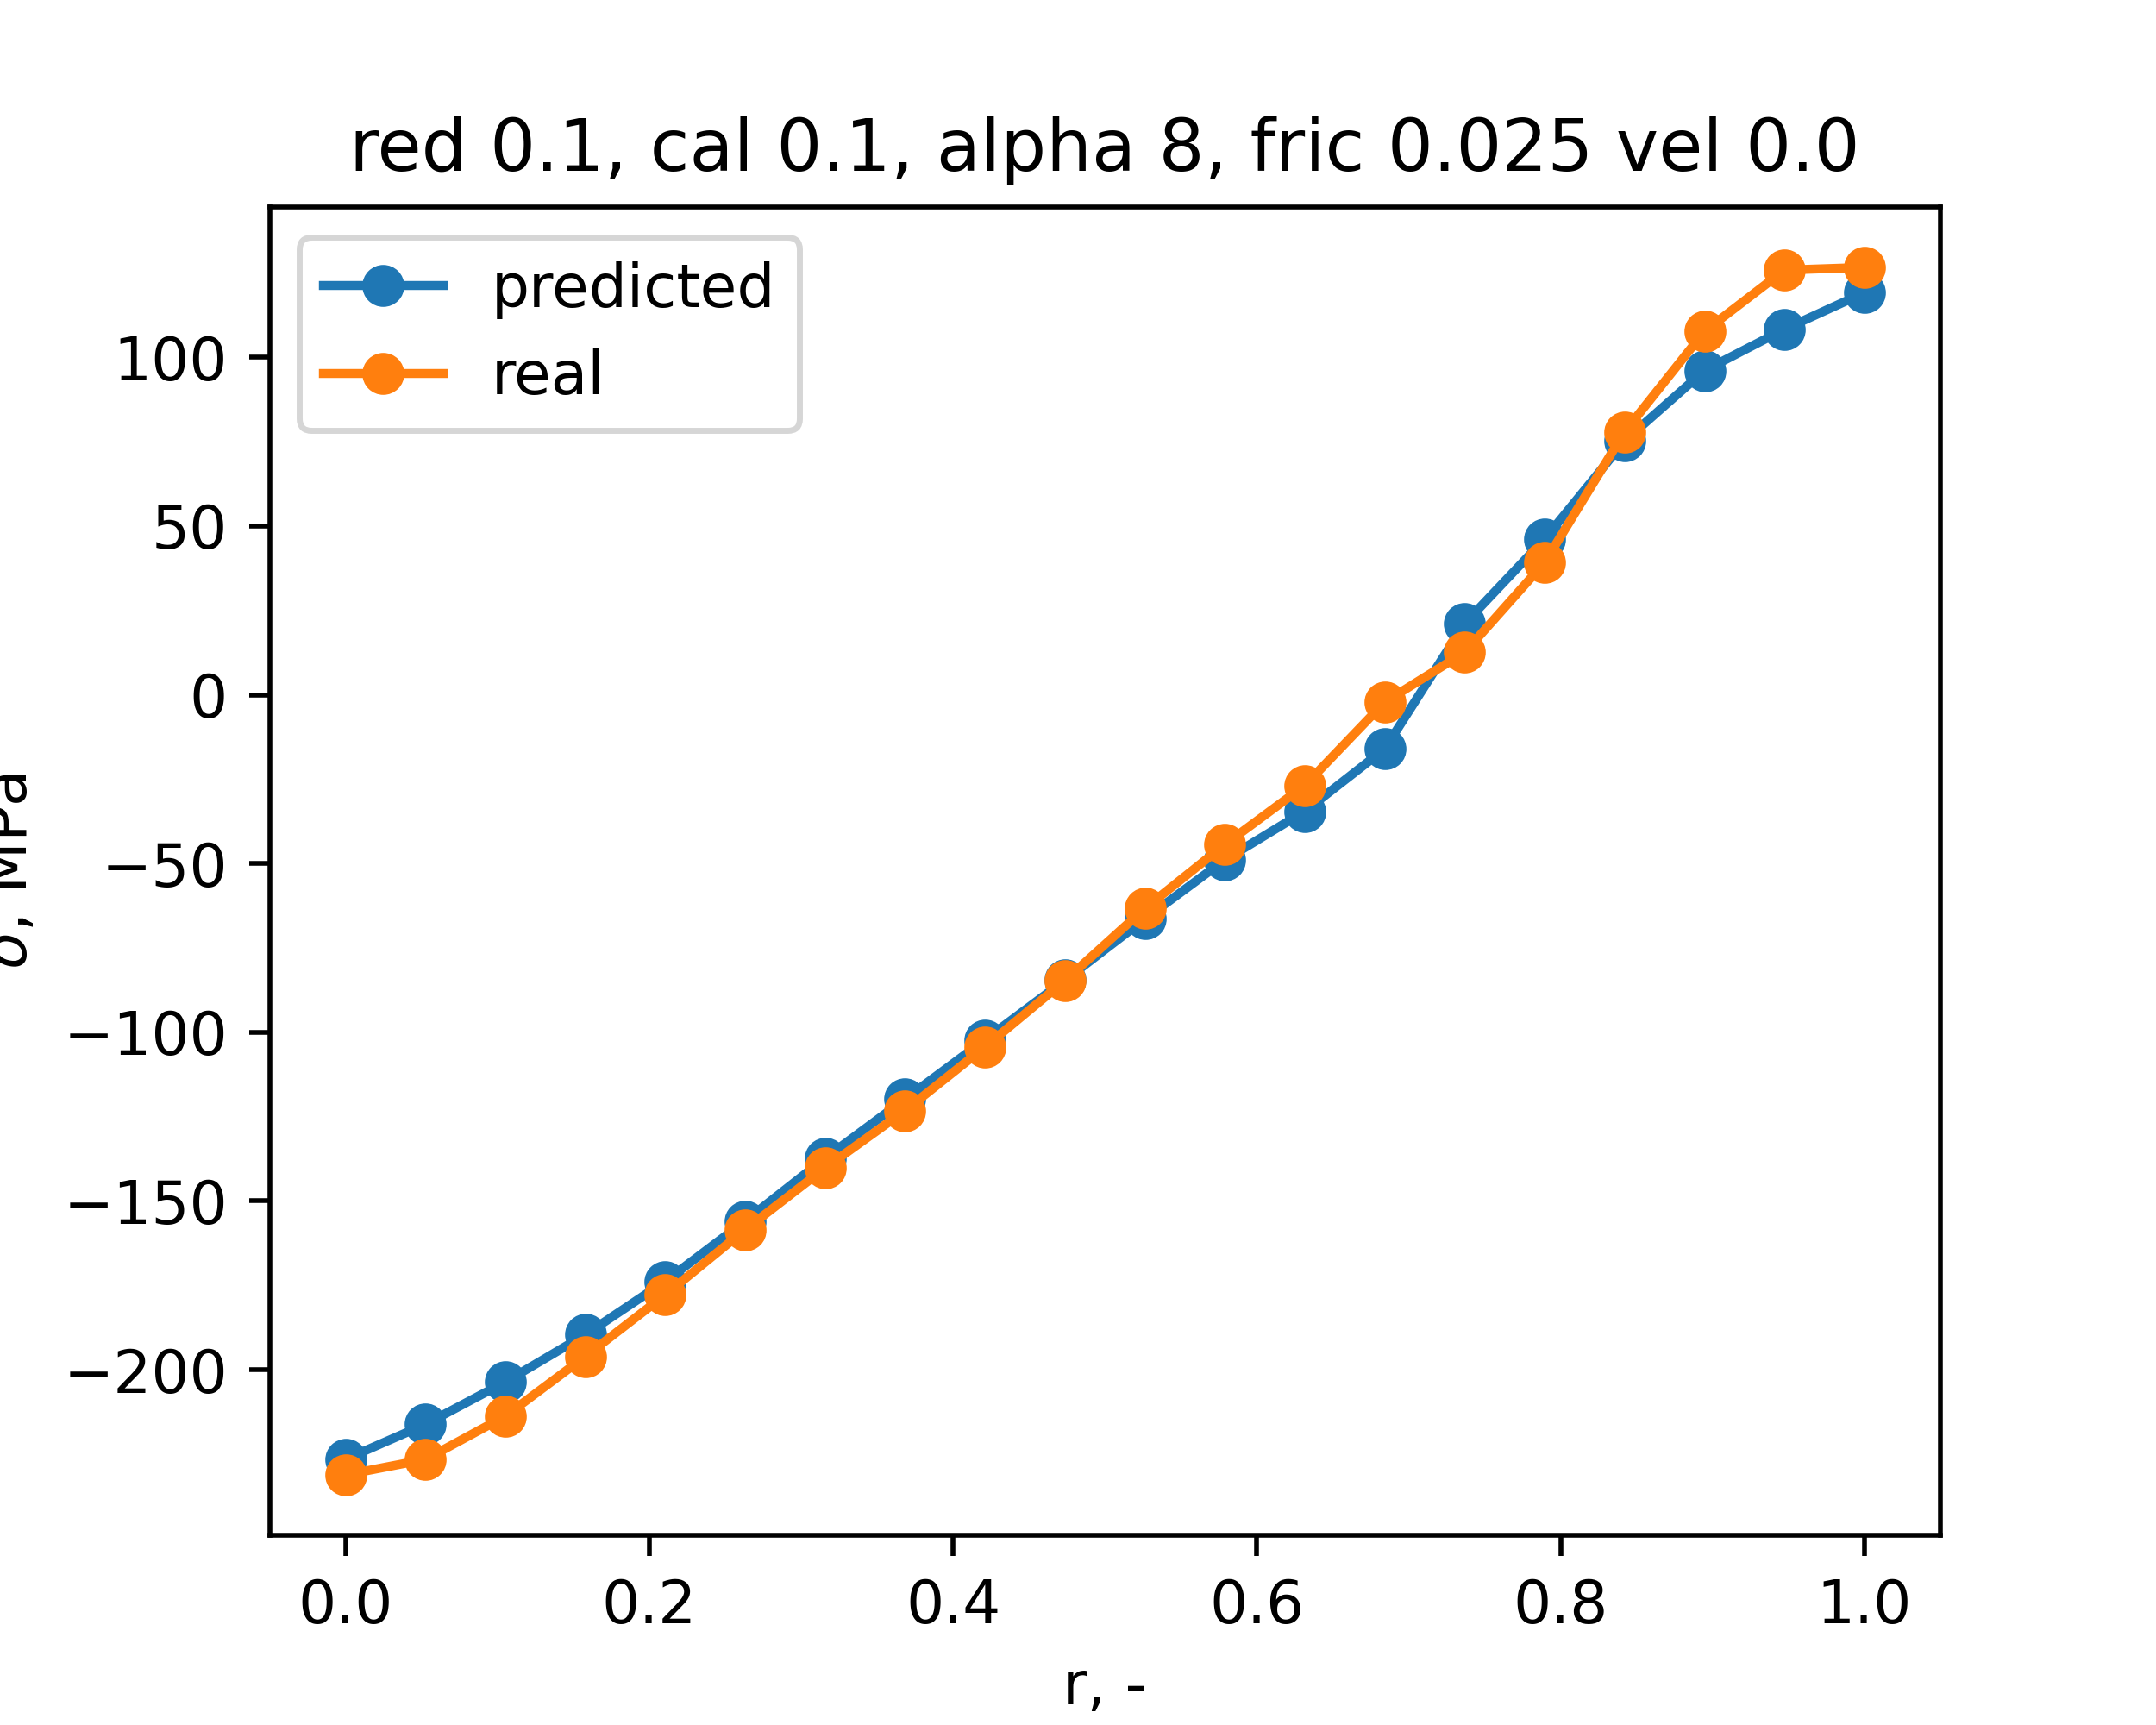 red 0.1, cal 0.1, alpha 8, fric 0.025 vel 0.0
predicted
real
100
50
0
−50
−100
−150
−200
σ, MPa
0.0 0.2 0.4 0.6 0.8 1.0
r, -